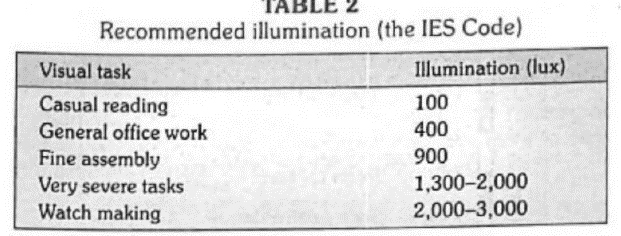 TABLE 2
Recommended illumination (the IES Code)
Visual task Illumination (lux)
Casual reading 100
General office work 400
Fine assembly 900
Very severe tasks 1,300–2,000
Watch making 2,000–3,000